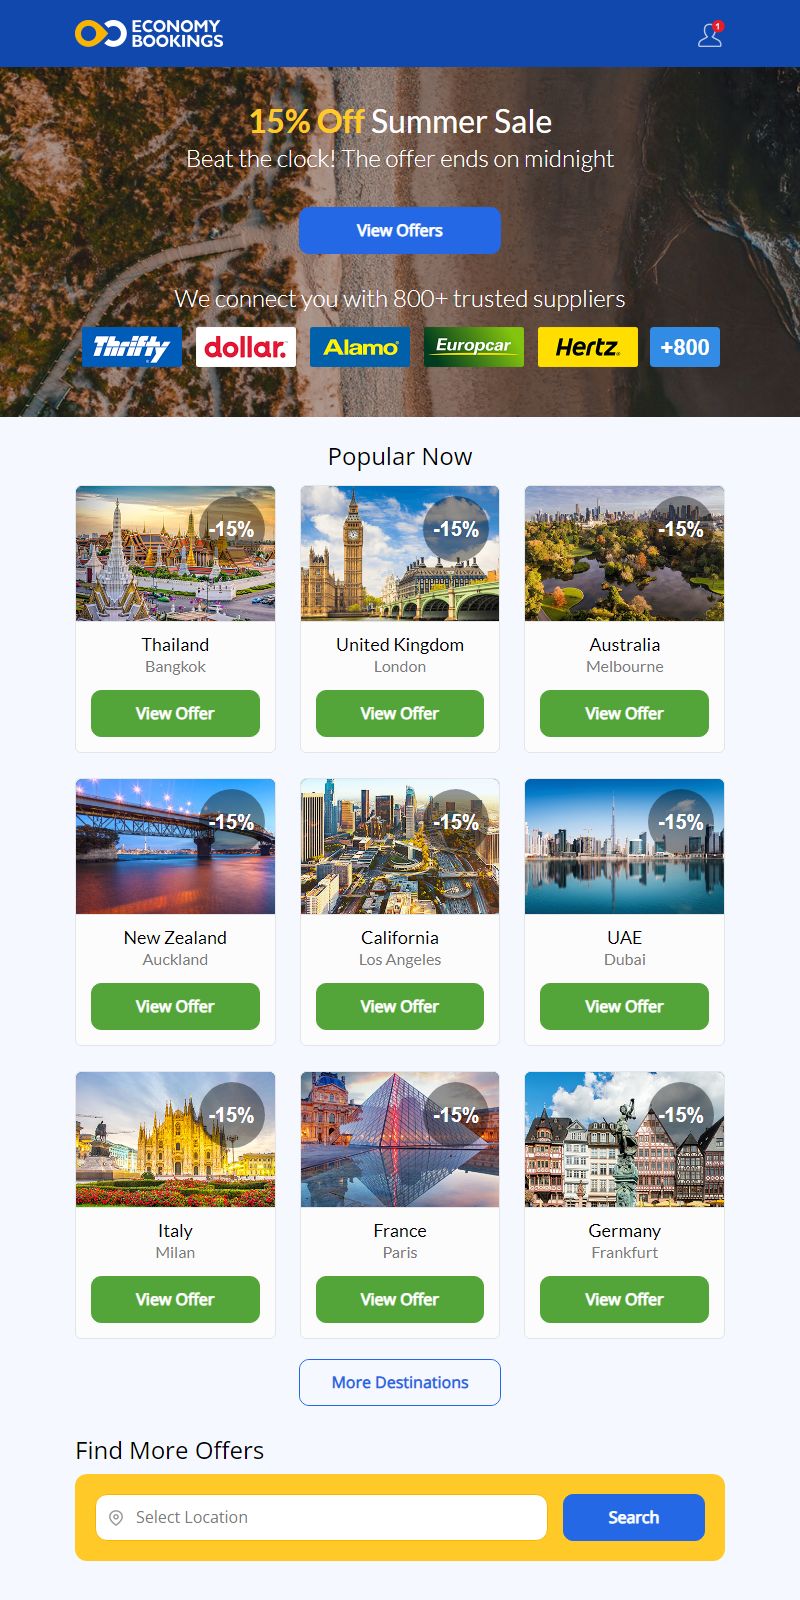 ECONOMY
BOOKINGS
1
15% Off Summer Sale
Beat the clock! The offer ends on midnight
View Offers
We connect you with 800+ trusted suppliers
Thrifty dollar. Alamo Europcar Hertz +800
Popular Now
-15% -15% -15%
Thailand United Kingdom Australia
Bangkok London Melbourne
View Offer View Offer View Offer
-15% -15% -15%
New Zealand California UAE
Auckland Los Angeles Dubai
View Offer View Offer View Offer
-15% -15% -15%
Italy France Germany
Milan Paris Frankfurt
View Offer View Offer View Offer
More Destinations
Find More Offers
Select Location Search